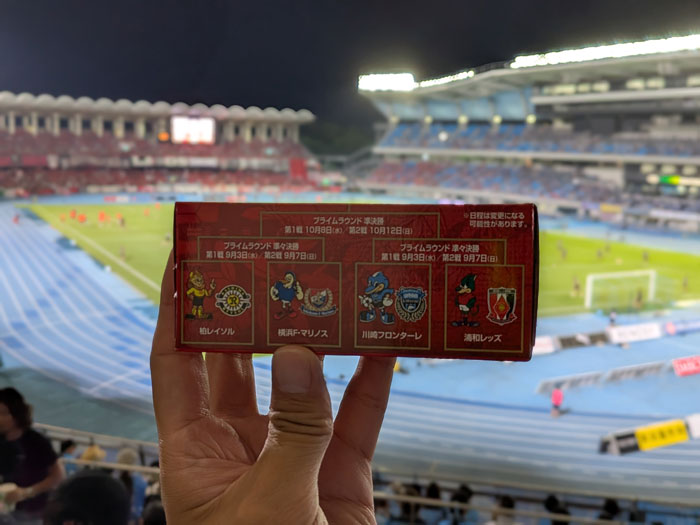 プライムラウンド 準決勝
第1戦 10月8日(水)／第2戦 10月12日(日)
※日程は変更になる
可能性があります。
プライムラウンド 準々決勝
第1戦 9月3日(水)／第2戦 9月7日(日)
プライムラウンド 準々決勝
第1戦 9月3日(水)／第2戦 9月7日(日)
柏レイソル
横浜F・マリノス
川崎フロンターレ
浦和レッズ